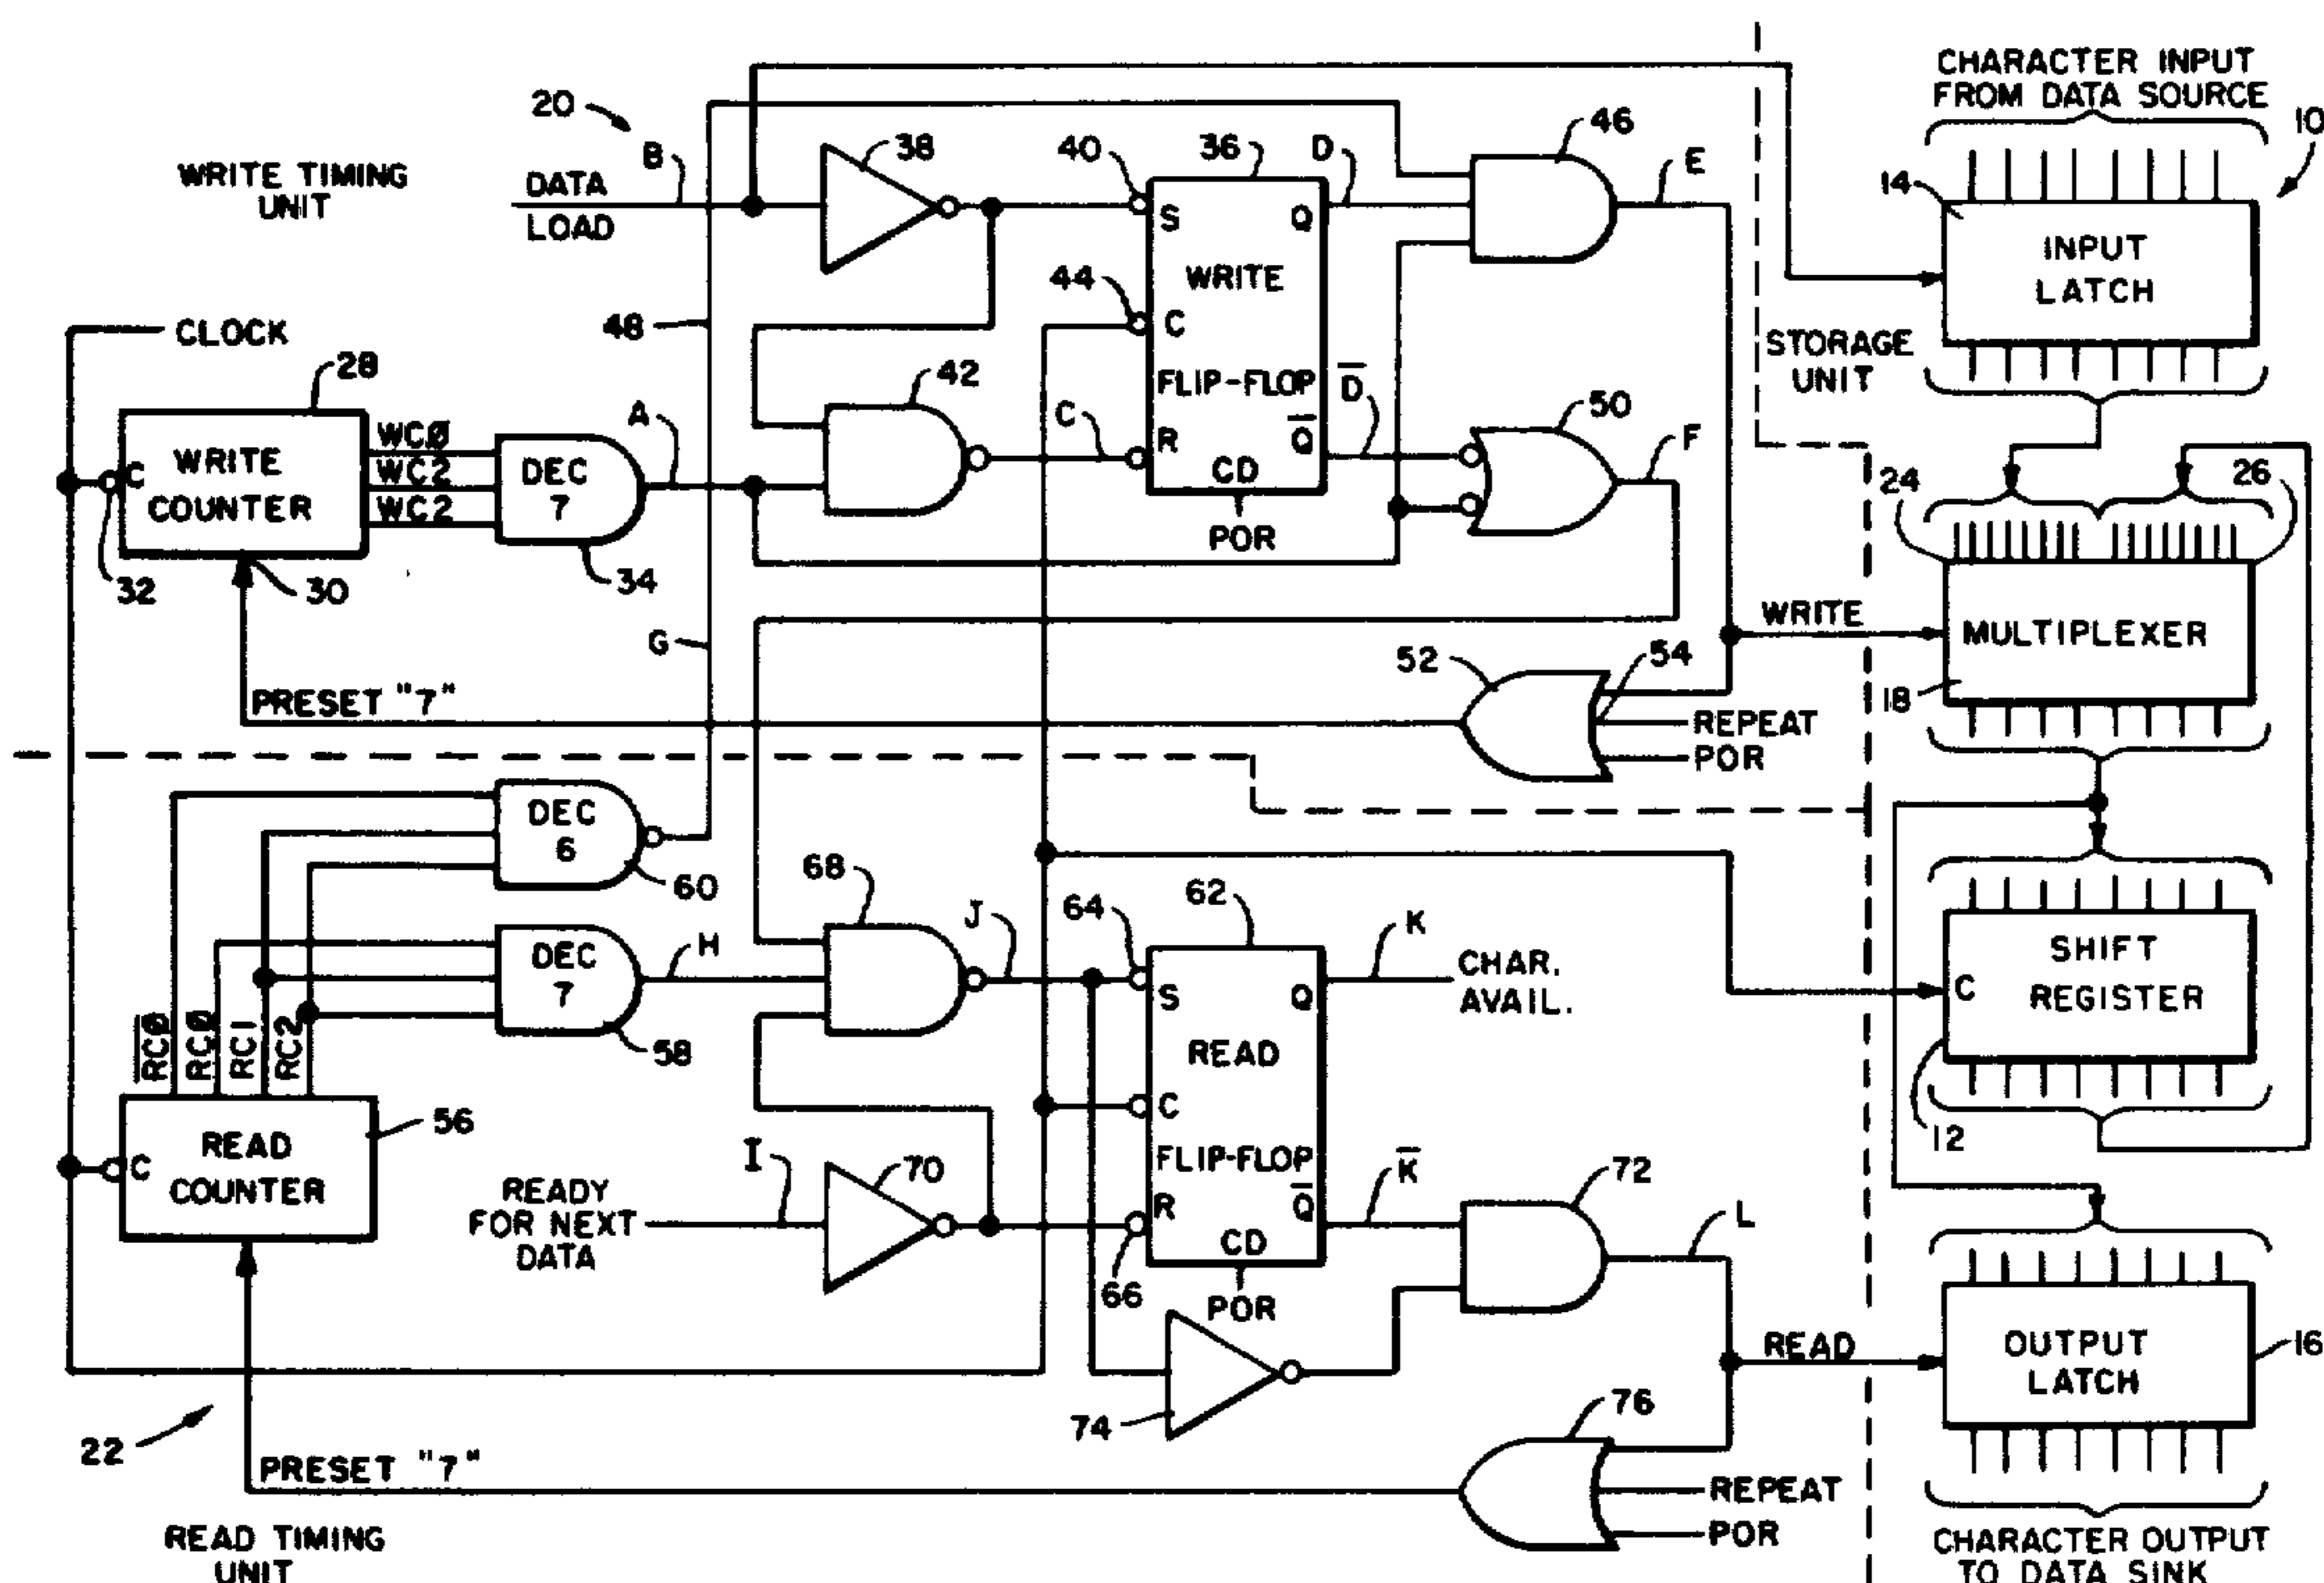 CHARACTER INPUT
FROM DATA SOURCE
10
20
WRITE TIMING
UNIT
B
DATA
LOAD
38
40
36
D
46
E
14
INPUT
LATCH
S
Q
WRITE
44
C
FLIP-FLOP
D
R
Q
CD
POR
48
CLOCK
28
42
A
C
50
F
STORAGE
UNIT
C
WRITE
COUNTER
WCØ
WC2
WC2
DEC
7
32
30
34
24
26
G
WRITE
MULTIPLEXER
18
52
54
REPEAT
POR
PRESET "7"
DEC
6
60
68
J
64
62
K
CHAR.
AVAIL.
SHIFT
REGISTER
C
12
H
DEC
7
58
S
Q
READ
C
FLIP-FLOP
R
Q
CD
POR
66
RCØ
RCØ
RC1
RC2
56
READ
COUNTER
C
I
READY
FOR NEXT
DATA
70
K
72
L
READ
OUTPUT
LATCH
16
74
76
22
PRESET "7"
REPEAT
POR
READ TIMING
UNIT
CHARACTER OUTPUT
TO DATA SINK